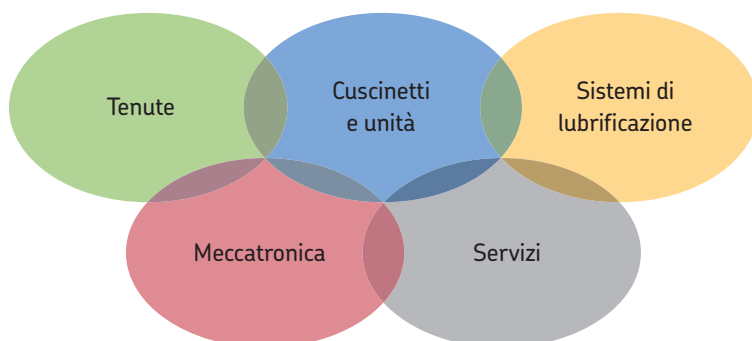 Tenute
Cuscinetti
e unità
Sistemi di
lubrificazione
Meccatronica
Servizi